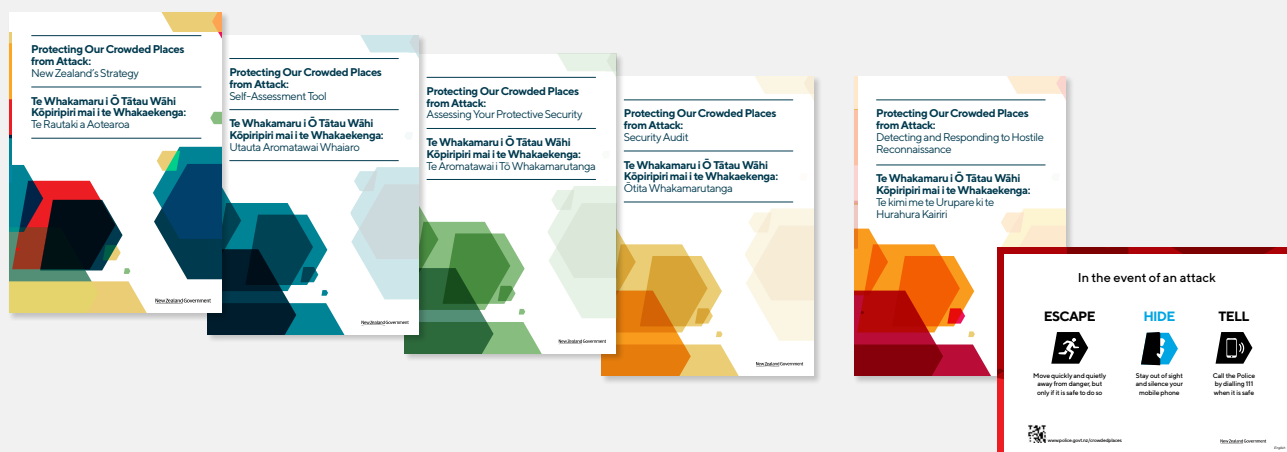 Protecting Our Crowded Places
from Attack:
New Zealand's Strategy
Te Whakamaru i Ō Tātau Wāhi
Kōpiripiri mai i te Whakaekenga:
Te Rautaki a Aotearoa
New Zealand Government
Protecting Our Crowded Places
from Attack:
Self-Assessment Tool
Te Whakamaru i Ō Tātau Wāhi
Kōpiripiri mai i te Whakaekenga:
Utauta Aromatawai Whaiaro
New Zealand Government
Protecting Our Crowded Places
from Attack:
Assessing Your Protective Security
Te Whakamaru i Ō Tātau Wāhi
Kōpiripiri mai i te Whakaekenga:
Te Aromatawai i Tō Whakamarutanga
New Zealand Government
Protecting Our Crowded Places
from Attack:
Security Audit
Te Whakamaru i Ō Tātau Wāhi
Kōpiripiri mai i te Whakaekenga:
Ōtita Whakamarutanga
New Zealand Government
Protecting Our Crowded Places
from Attack:
Detecting and Responding to Hostile
Reconnaissance
Te Whakamaru i Ō Tātau Wāhi
Kōpiripiri mai i te Whakaekenga:
Te kimi me te Urupare ki te
Hurahura Kairiri
In the event of an attack
ESCAPE
Move quickly and quietly
away from danger, but
only if it is safe to do so
HIDE
Stay out of sight
and silence your
mobile phone
TELL
Call the Police
by dialling 111
when it is safe
www.police.govt.nz/crowdedplaces
New Zealand Government
English